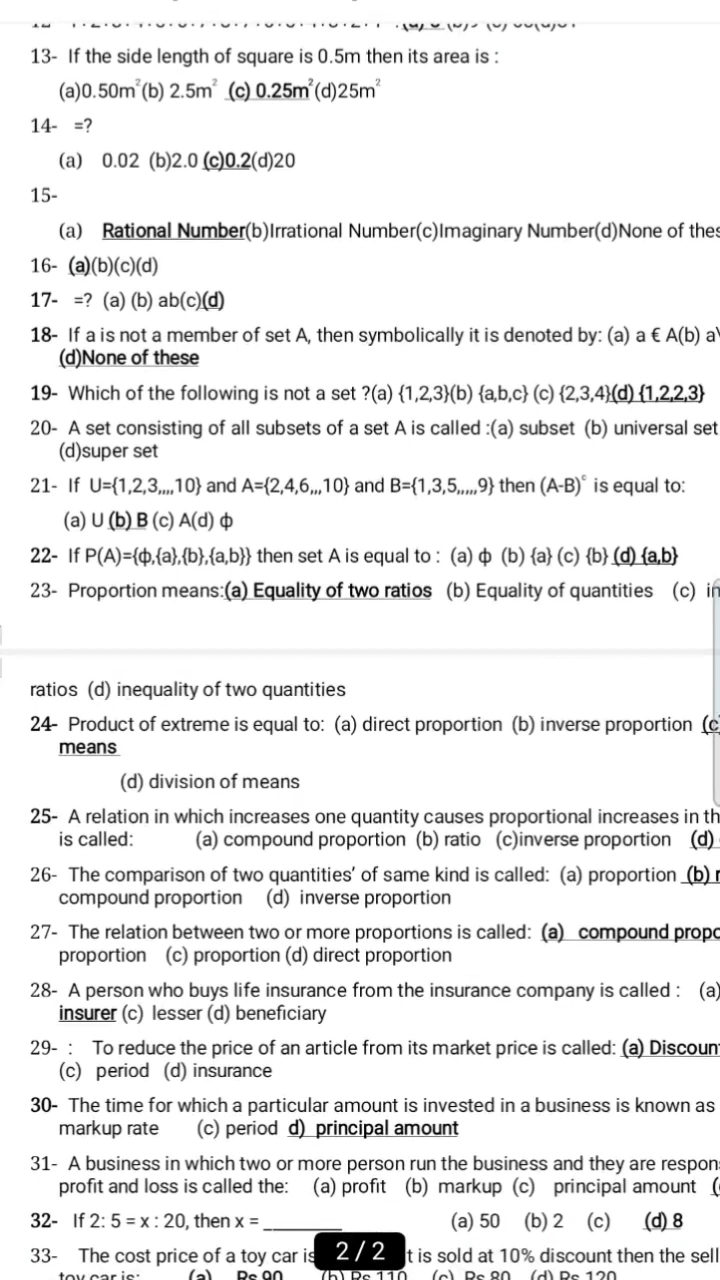 13- If the side length of square is 0.5m then its area is :
(a)0.50m²(b) 2.5m² (c) 0.25m²(d)25m²
14- =?
(a) 0.02 (b)2.0 (c)0.2(d)20
15-
(a) Rational Number(b)Irrational Number(c)Imaginary Number(d)None of thes
16- (a)(b)(c)(d)
17- =? (a) (b) ab(c)(d)
18- If a is not a member of set A, then symbolically it is denoted by: (a) a € A(b) a\
(d)None of these
19- Which of the following is not a set ?(a) {1,2,3}(b) {a,b,c} (c) {2,3,4}(d) {1,2,2,3}
20- A set consisting of all subsets of a set A is called :(a) subset (b) universal set
(d)super set
21- If U={1,2,3,,,,10} and A={2,4,6,,,10} and B={1,3,5,,,,,9} then (A-B)ᶜ is equal to:
(a) U (b) B (c) A(d) ф
22- If P(A)={ф,{a},{b},{a,b}} then set A is equal to : (a) ф (b) {a} (c) {b} (d) {a,b}
23- Proportion means:(a) Equality of two ratios (b) Equality of quantities (c) in
ratios (d) inequality of two quantities
24- Product of extreme is equal to: (a) direct proportion (b) inverse proportion (c)
means
(d) division of means
25- A relation in which increases one quantity causes proportional increases in th
is called: (a) compound proportion (b) ratio (c)inverse proportion (d)
26- The comparison of two quantities' of same kind is called: (a) proportion (b) r
compound proportion (d) inverse proportion
27- The relation between two or more proportions is called: (a) compound propo
proportion (c) proportion (d) direct proportion
28- A person who buys life insurance from the insurance company is called : (a)
insurer (c) lesser (d) beneficiary
29- : To reduce the price of an article from its market price is called: (a) Discoun
(c) period (d) insurance
30- The time for which a particular amount is invested in a business is known as
markup rate (c) period d) principal amount
31- A business in which two or more person run the business and they are respon
profit and loss is called the: (a) profit (b) markup (c) principal amount (
32- If 2: 5 = x : 20, then x = ________ (a) 50 (b) 2 (c) (d) 8
33- The cost price of a toy car is 2 / 2 t is sold at 10% discount then the sell
toy car is: (a) Rs 90 (b) Rs 110 (c) Rs 80 (d) Rs 120